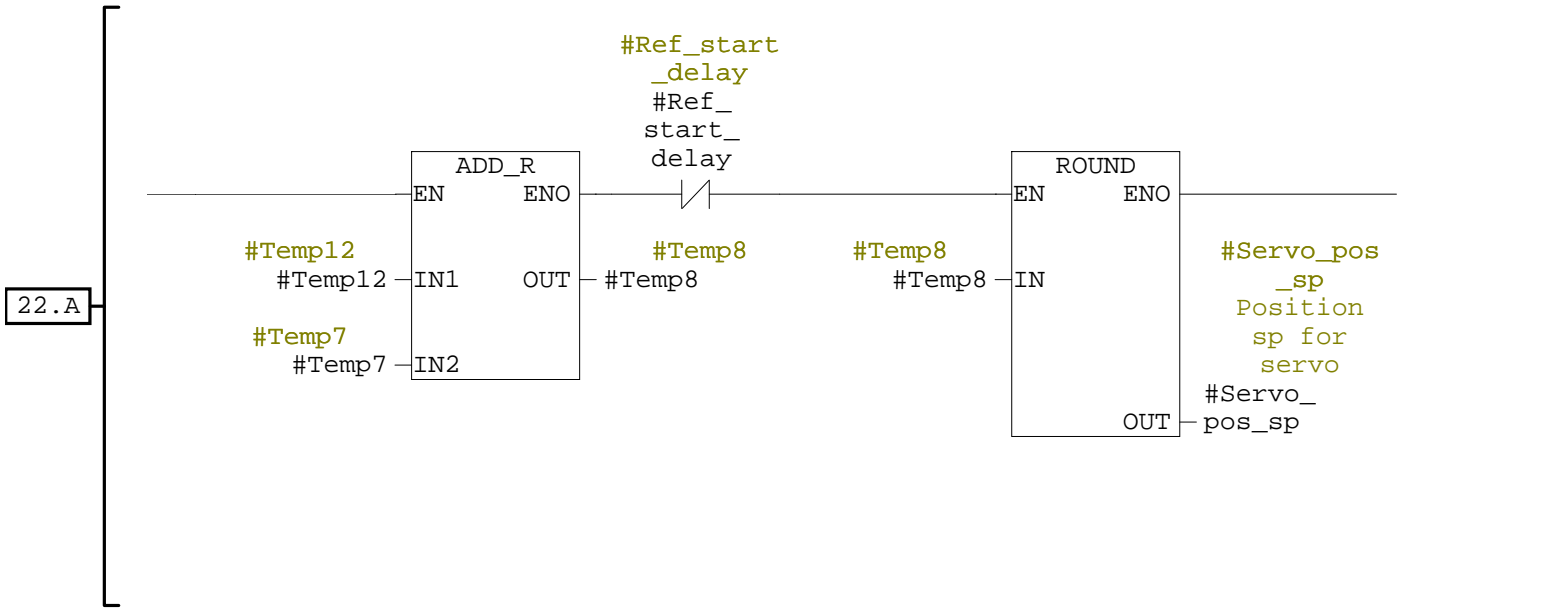 #Ref_start
_delay
#Ref_
start_
delay
ADD_R
ROUND
EN ENO
EN ENO
#Temp12
#Temp8
#Temp8
#Servo_pos
_sp
Position
sp for
servo
#Temp12 IN1 OUT #Temp8
#Temp8 IN
22.A
#Temp7
#Temp7 IN2
#Servo_
pos_sp
OUT